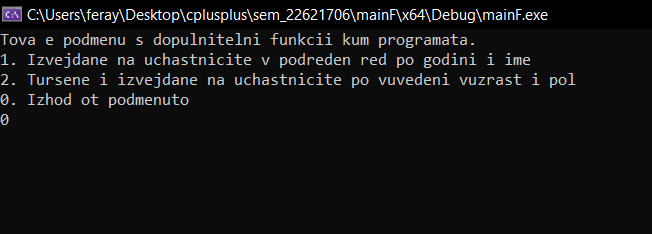 C:\Users\feray\Desktop\cplusplus\sem_22621706\mainF\x64\Debug\mainF.exe
Tova e podmenu s dopulnitelni funkcii kum programata.
1. Izvejdane na uchastnicite v podreden red po godini i ime
2. Tursene i izvejdane na uchastnicite po vuvedeni vuzrast i pol
0. Izhod ot podmenuto
0